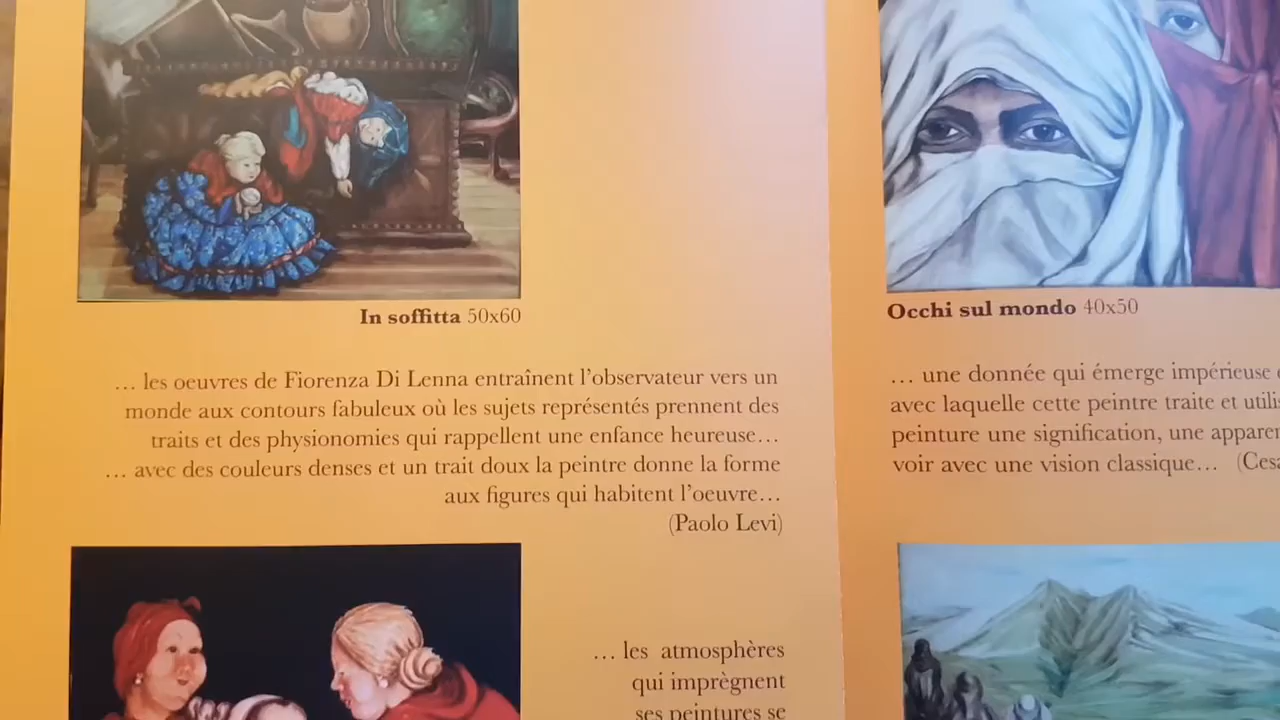 In soffitta 50x60
… les oeuvres de Fiorenza Di Lenna entraînent l'observateur vers un
monde aux contours fabuleux où les sujets représentés prennent des
traits et des physionomies qui rappellent une enfance heureuse…
… avec des couleurs denses et un trait doux la peintre donne la forme
aux figures qui habitent l'oeuvre…
(Paolo Levi)
… les atmosphères
qui imprègnent
ses peintures se
Occhi sul mondo 40x50
… une donnée qui émerge impérieuse
avec laquelle cette peintre traite et
peinture une signification, une
voir avec une vision classique…